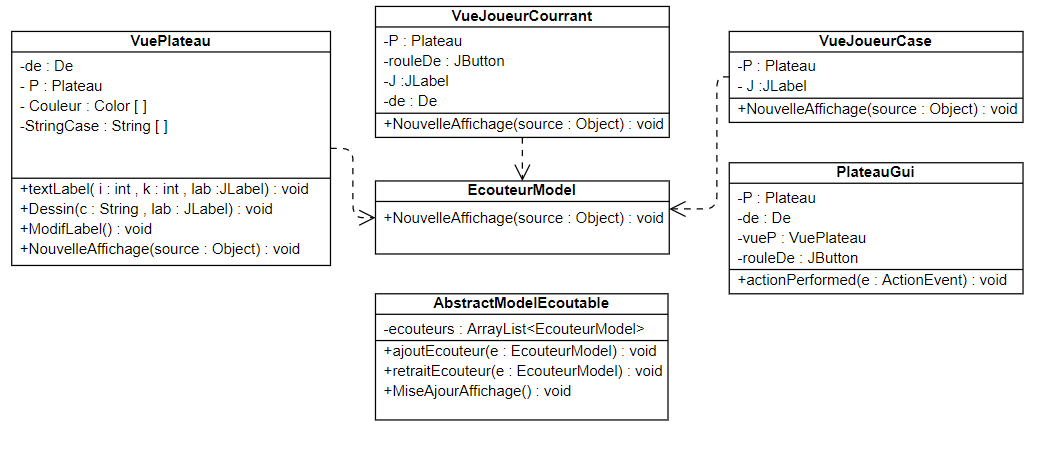 VuePlateau
-de : De
- P : Plateau
- Couleur : Color [ ]
-StringCase : String [ ]
+textLabel( i : int , k : int , lab :JLabel) : void
+Dessin(c : String , lab : JLabel) : void
+ModifLabel() : void
+NouvelleAffichage(source : Object) : void
VueJoueurCourrant
-P : Plateau
-rouleDe : JButton
-J :JLabel
-de : De
+NouvelleAffichage(source : Object) : void
VueJoueurCase
-P : Plateau
- J :JLabel
+NouvelleAffichage(source : Object) : void
EcouteurModel
+NouvelleAffichage(source : Object) : void
PlateauGui
-P : Plateau
-de : De
-vueP : VuePlateau
-rouleDe : JButton
+actionPerformed(e : ActionEvent) : void
AbstractModelEcoutable
-ecouteurs : ArrayList<EcouteurModel>
+ajoutEcouteur(e : EcouteurModel) : void
+retraitEcouteur(e : EcouteurModel) : void
+MiseAjourAffichage() : void